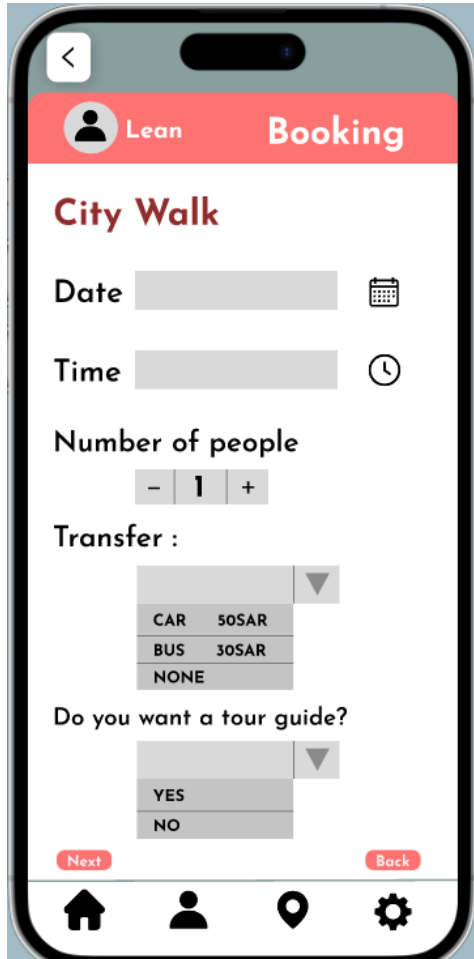 Lean Booking
City Walk
Date
Time
Number of people
– 1 +
Transfer :
CAR 50SAR
BUS 30SAR
NONE
Do you want a tour guide?
YES
NO
Next Back